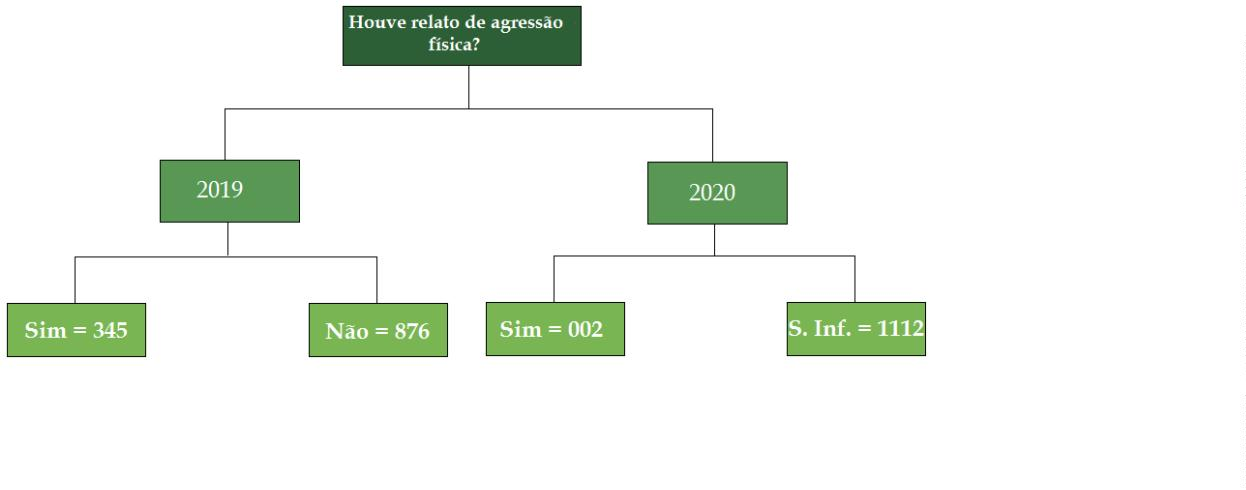 Houve relato de agressão
física?
2019
2020
Sim = 345
Não = 876
Sim = 002
S. Inf. = 1112